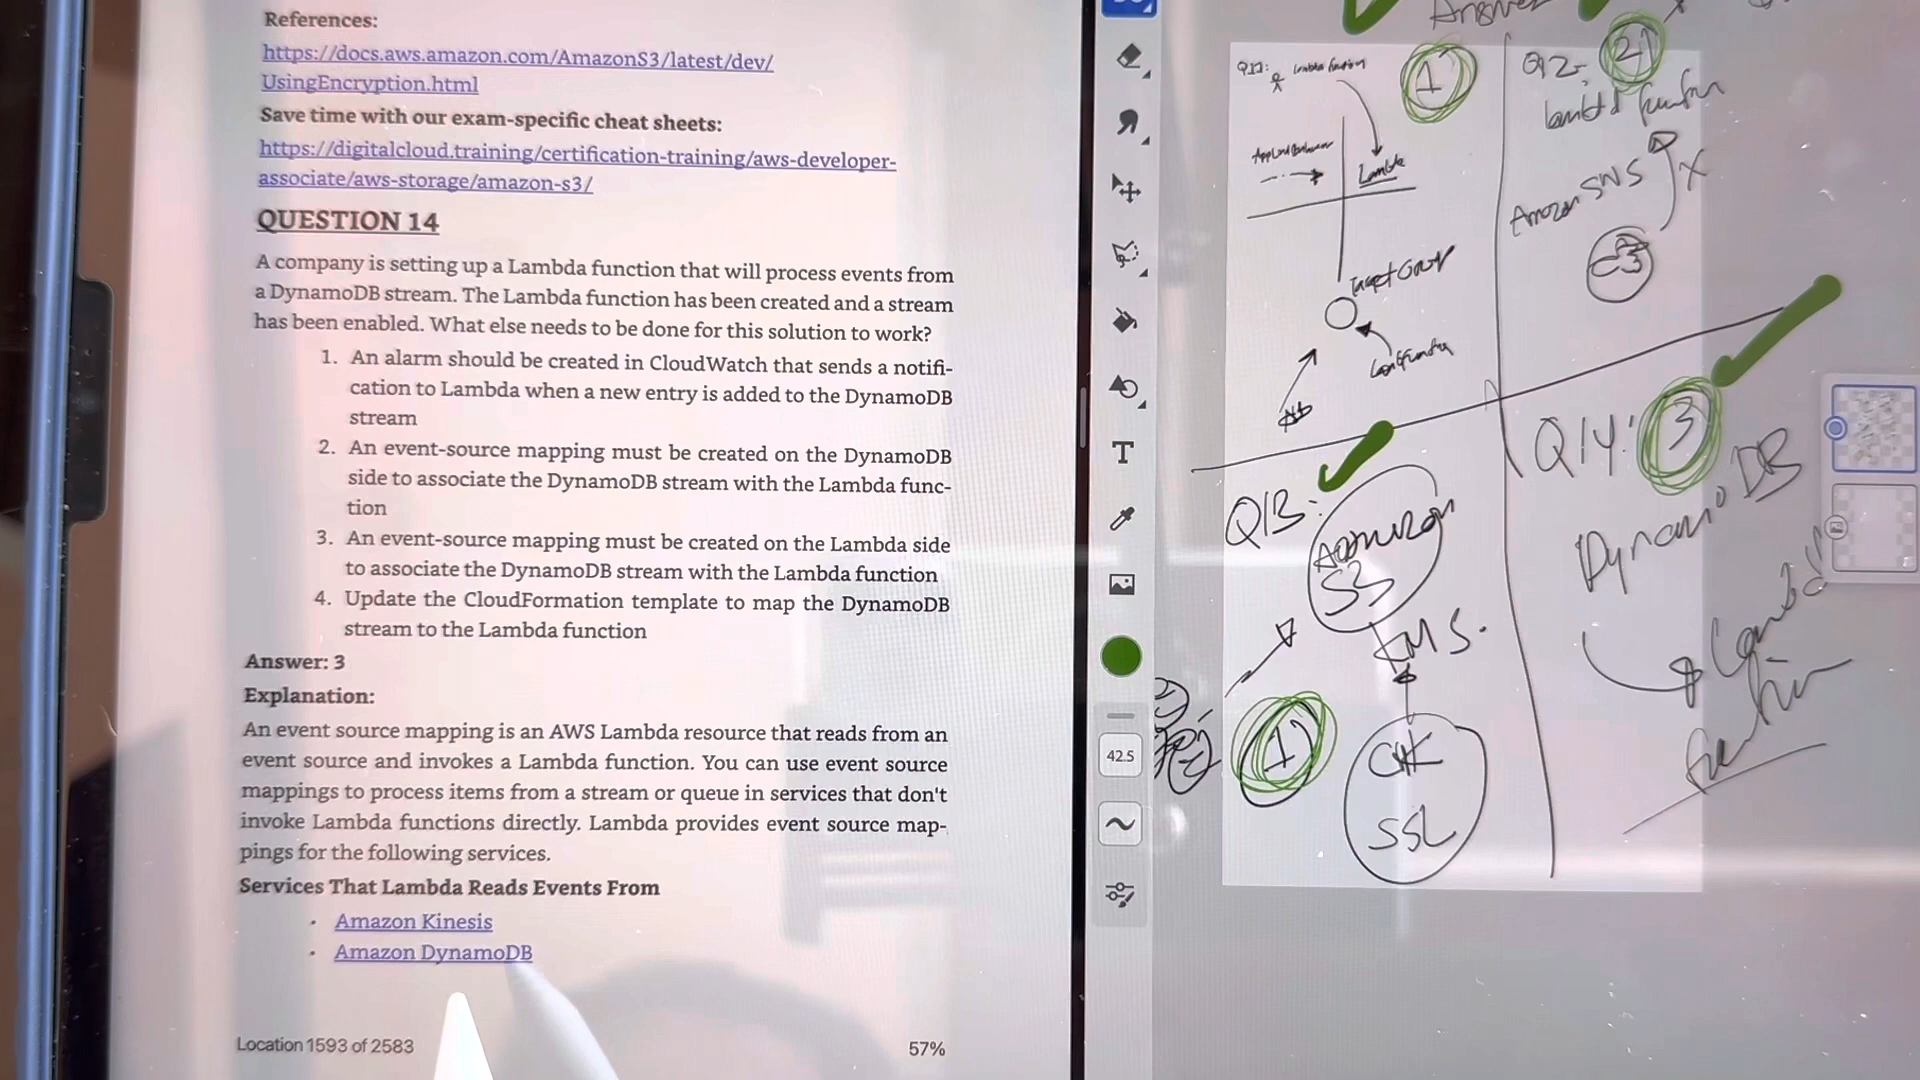 References:
https://docs.aws.amazon.com/AmazonS3/latest/dev/
UsingEncryption.html
Save time with our exam-specific cheat sheets:
https://digitalcloud.training/certification-training/aws-developer-
associate/aws-storage/amazon-s3/
QUESTION 14
A company is setting up a Lambda function that will process events from
a DynamoDB stream. The Lambda function has been created and a stream
has been enabled. What else needs to be done for this solution to work?
1. An alarm should be created in CloudWatch that sends a notifi-
cation to Lambda when a new entry is added to the DynamoDB
stream
2. An event-source mapping must be created on the DynamoDB
side to associate the DynamoDB stream with the Lambda func-
tion
3. An event-source mapping must be created on the Lambda side
to associate the DynamoDB stream with the Lambda function
4. Update the CloudFormation template to map the DynamoDB
stream to the Lambda function
Answer: 3
Explanation:
An event source mapping is an AWS Lambda resource that reads from an
event source and invokes a Lambda function. You can use event source
mappings to process items from a stream or queue in services that don't
invoke Lambda functions directly. Lambda provides event source map-
pings for the following services.
Services That Lambda Reads Events From
· Amazon Kinesis
· Amazon DynamoDB
Location 1593 of 2583
57%
T
42.5
Answer
1
Lambda
Q12:
2
Amazon SNS
Q13:
S3
KMS.
1
SSL
Q14:
3
DynamoDB